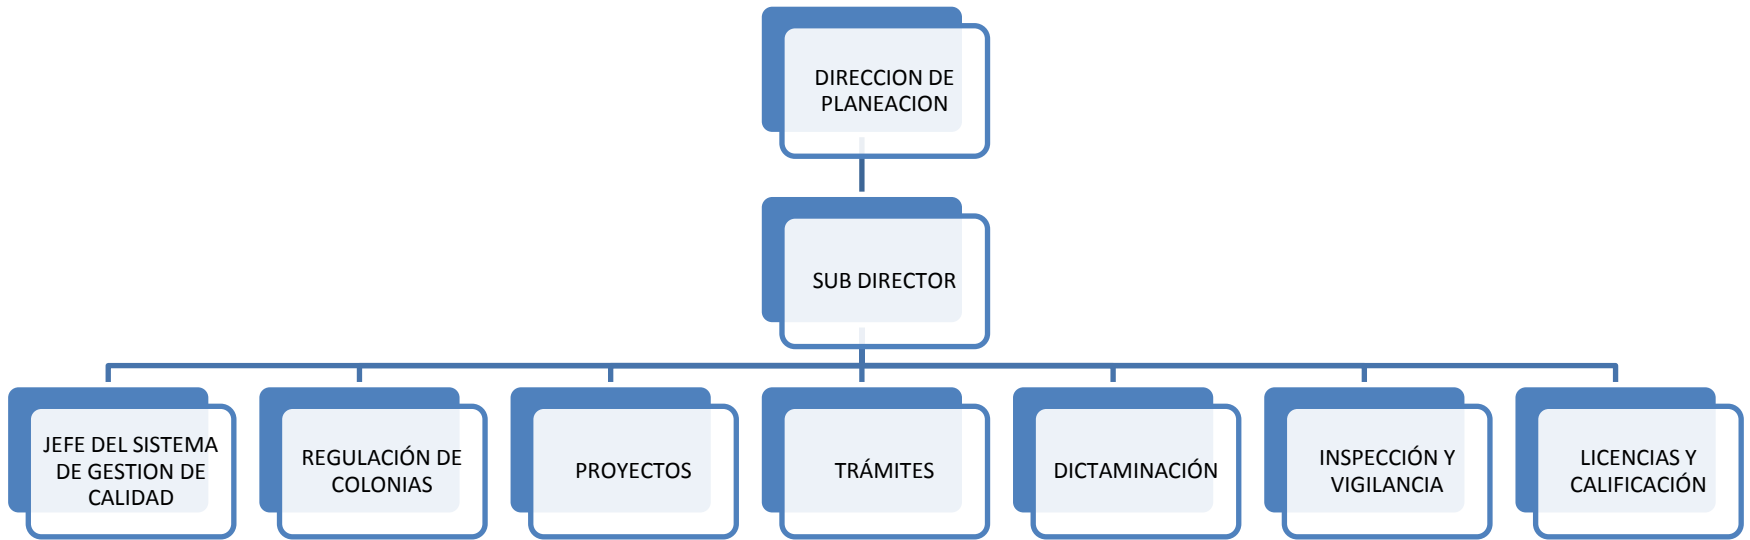 DIRECCION DE
PLANEACION
SUB DIRECTOR
JEFE DEL SISTEMA
DE GESTION DE
CALIDAD
REGULACIÓN DE
COLONIAS
PROYECTOS
TRÁMITES
DICTAMINACIÓN
INSPECCIÓN Y
VIGILANCIA
LICENCIAS Y
CALIFICACIÓN